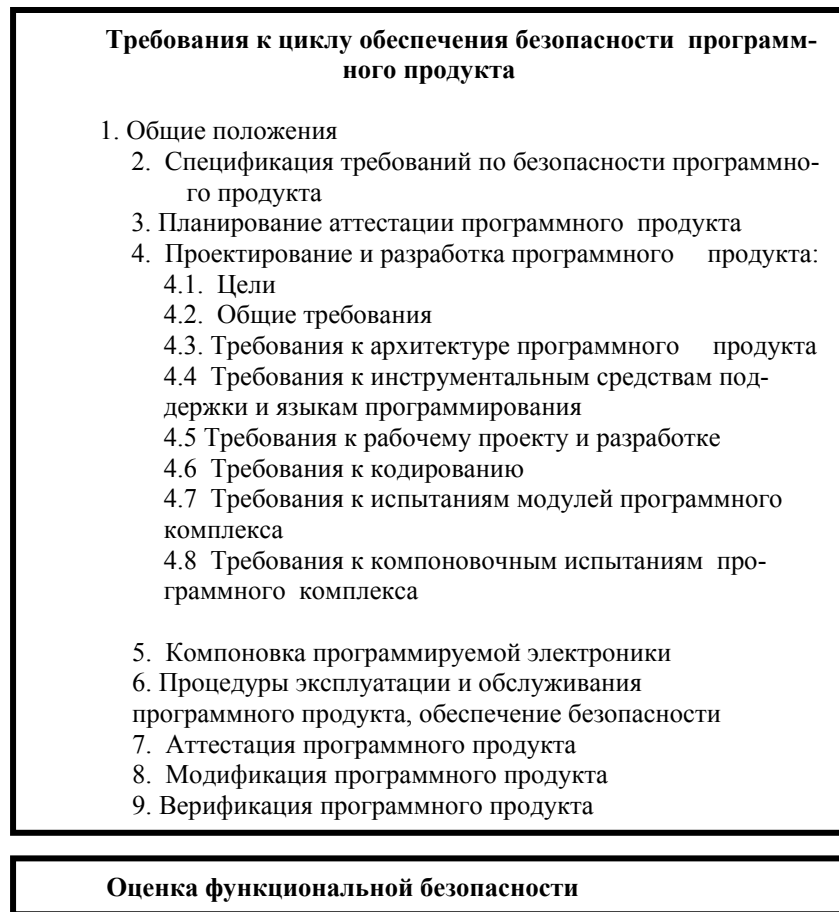 Требования к циклу обеспечения безопасности программ-
ного продукта
1. Общие положения
2. Спецификация требований по безопасности программно-
го продукта
3. Планирование аттестации программного продукта
4. Проектирование и разработка программного продукта:
4.1. Цели
4.2. Общие требования
4.3. Требования к архитектуре программного продукта
4.4 Требования к инструментальным средствам под-
держки и языкам программирования
4.5 Требования к рабочему проекту и разработке
4.6 Требования к кодированию
4.7 Требования к испытаниям модулей программного
комплекса
4.8 Требования к компоновочным испытаниям про-
граммного комплекса
5. Компоновка программируемой электроники
6. Процедуры эксплуатации и обслуживания
программного продукта, обеспечение безопасности
7. Аттестация программного продукта
8. Модификация программного продукта
9. Верификация программного продукта
Оценка функциональной безопасности